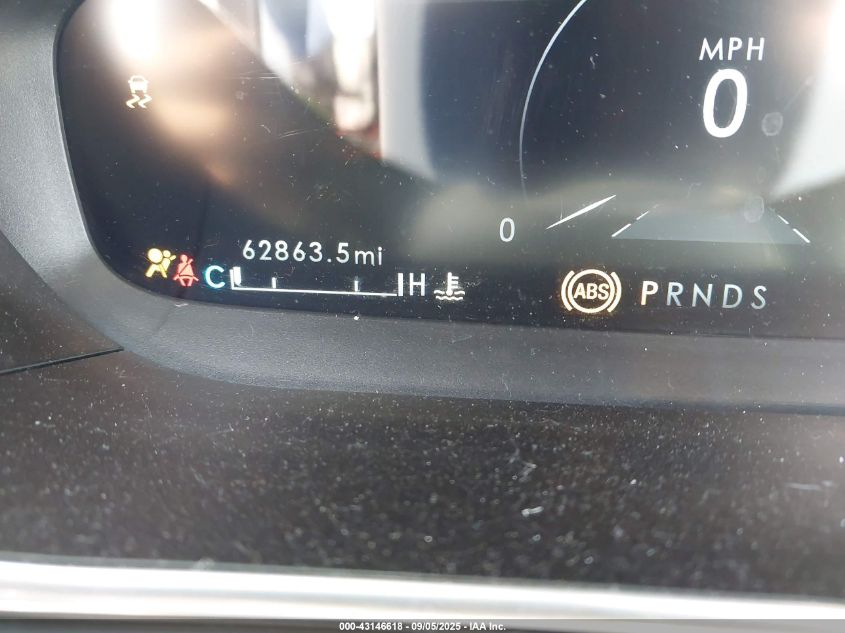 MPH
0
0
62863.5mi
C H
ABS
PRNDS
000-43146618 - 09/05/2025 - IAA Inc.